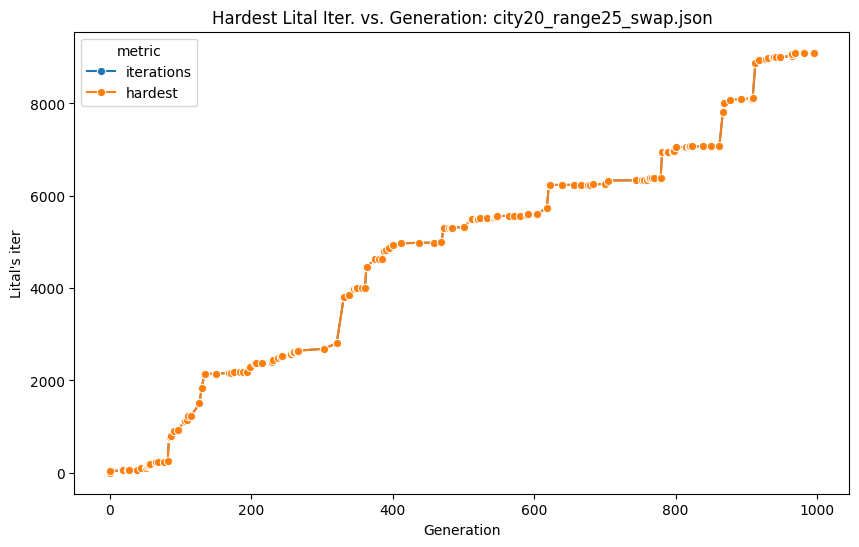 Hardest Lital Iter. vs. Generation: city20_range25_swap.json
metric
iterations
hardest
8000
6000
4000
2000
0
Lital's iter
0 200 400 600 800 1000
Generation